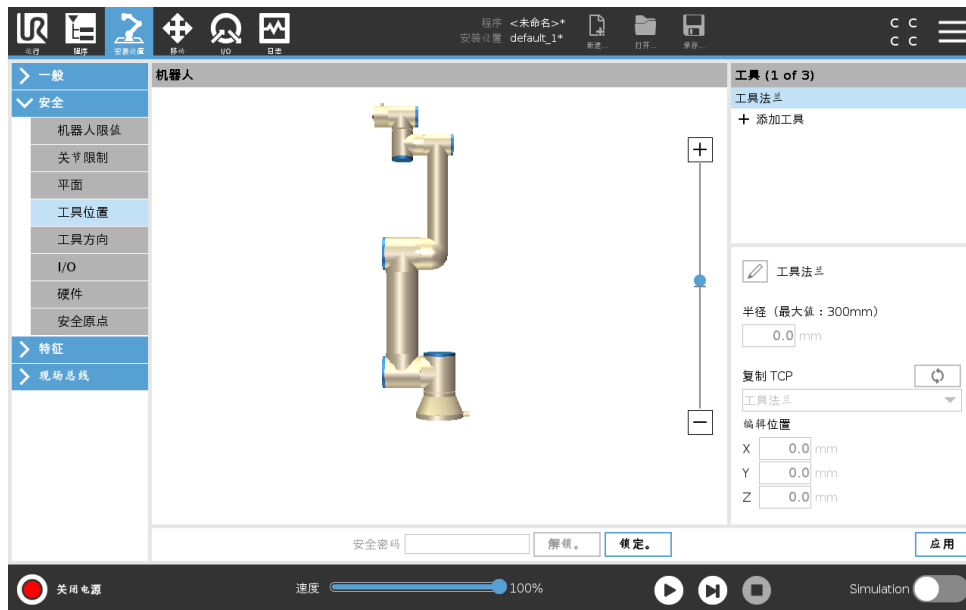 UR
运行
程序
安装设置
移动
I/O
日志
程序 <未命名>*
安装设置 default_1*
新建...
打开...
保存...
C C
C C
一般
安全
机器人限值
关节限制
平面
工具位置
工具方向
I/O
硬件
安全原点
特征
现场总线
机器人
工具 (1 of 3)
工具法兰
添加工具
工具法兰
半径（最大值：300mm）
0.0 mm
复制 TCP
工具法兰
编辑位置
X 0.0 mm
Y 0.0 mm
Z 0.0 mm
安全密码
解锁。
锁定。
应用
关闭电源
速度
100%
Simulation